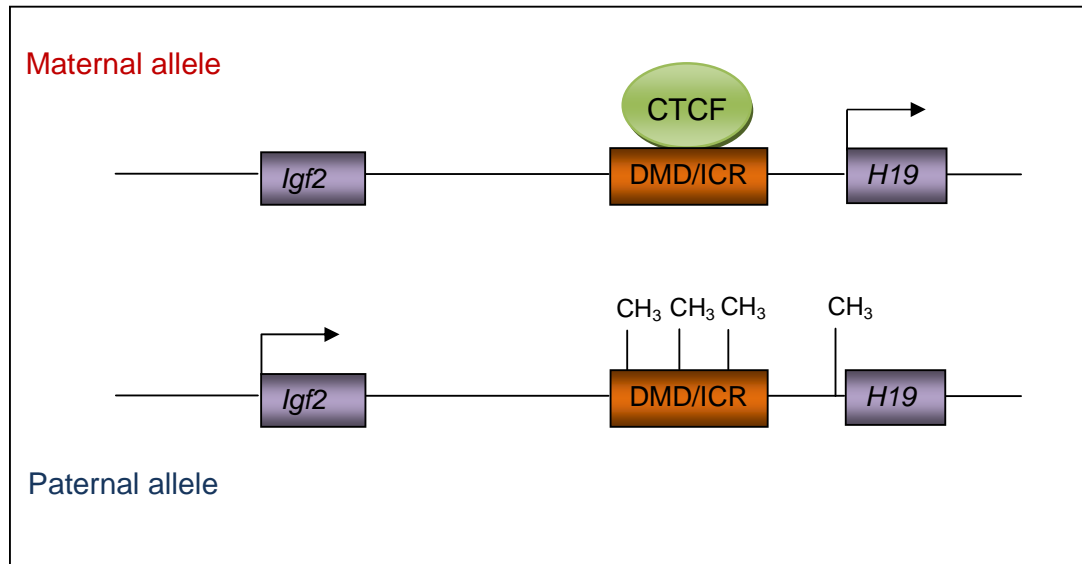 Maternal allele
CTCF
Igf2 DMD/ICR H19
CH₃ CH₃ CH₃ CH₃
Igf2 DMD/ICR H19
Paternal allele